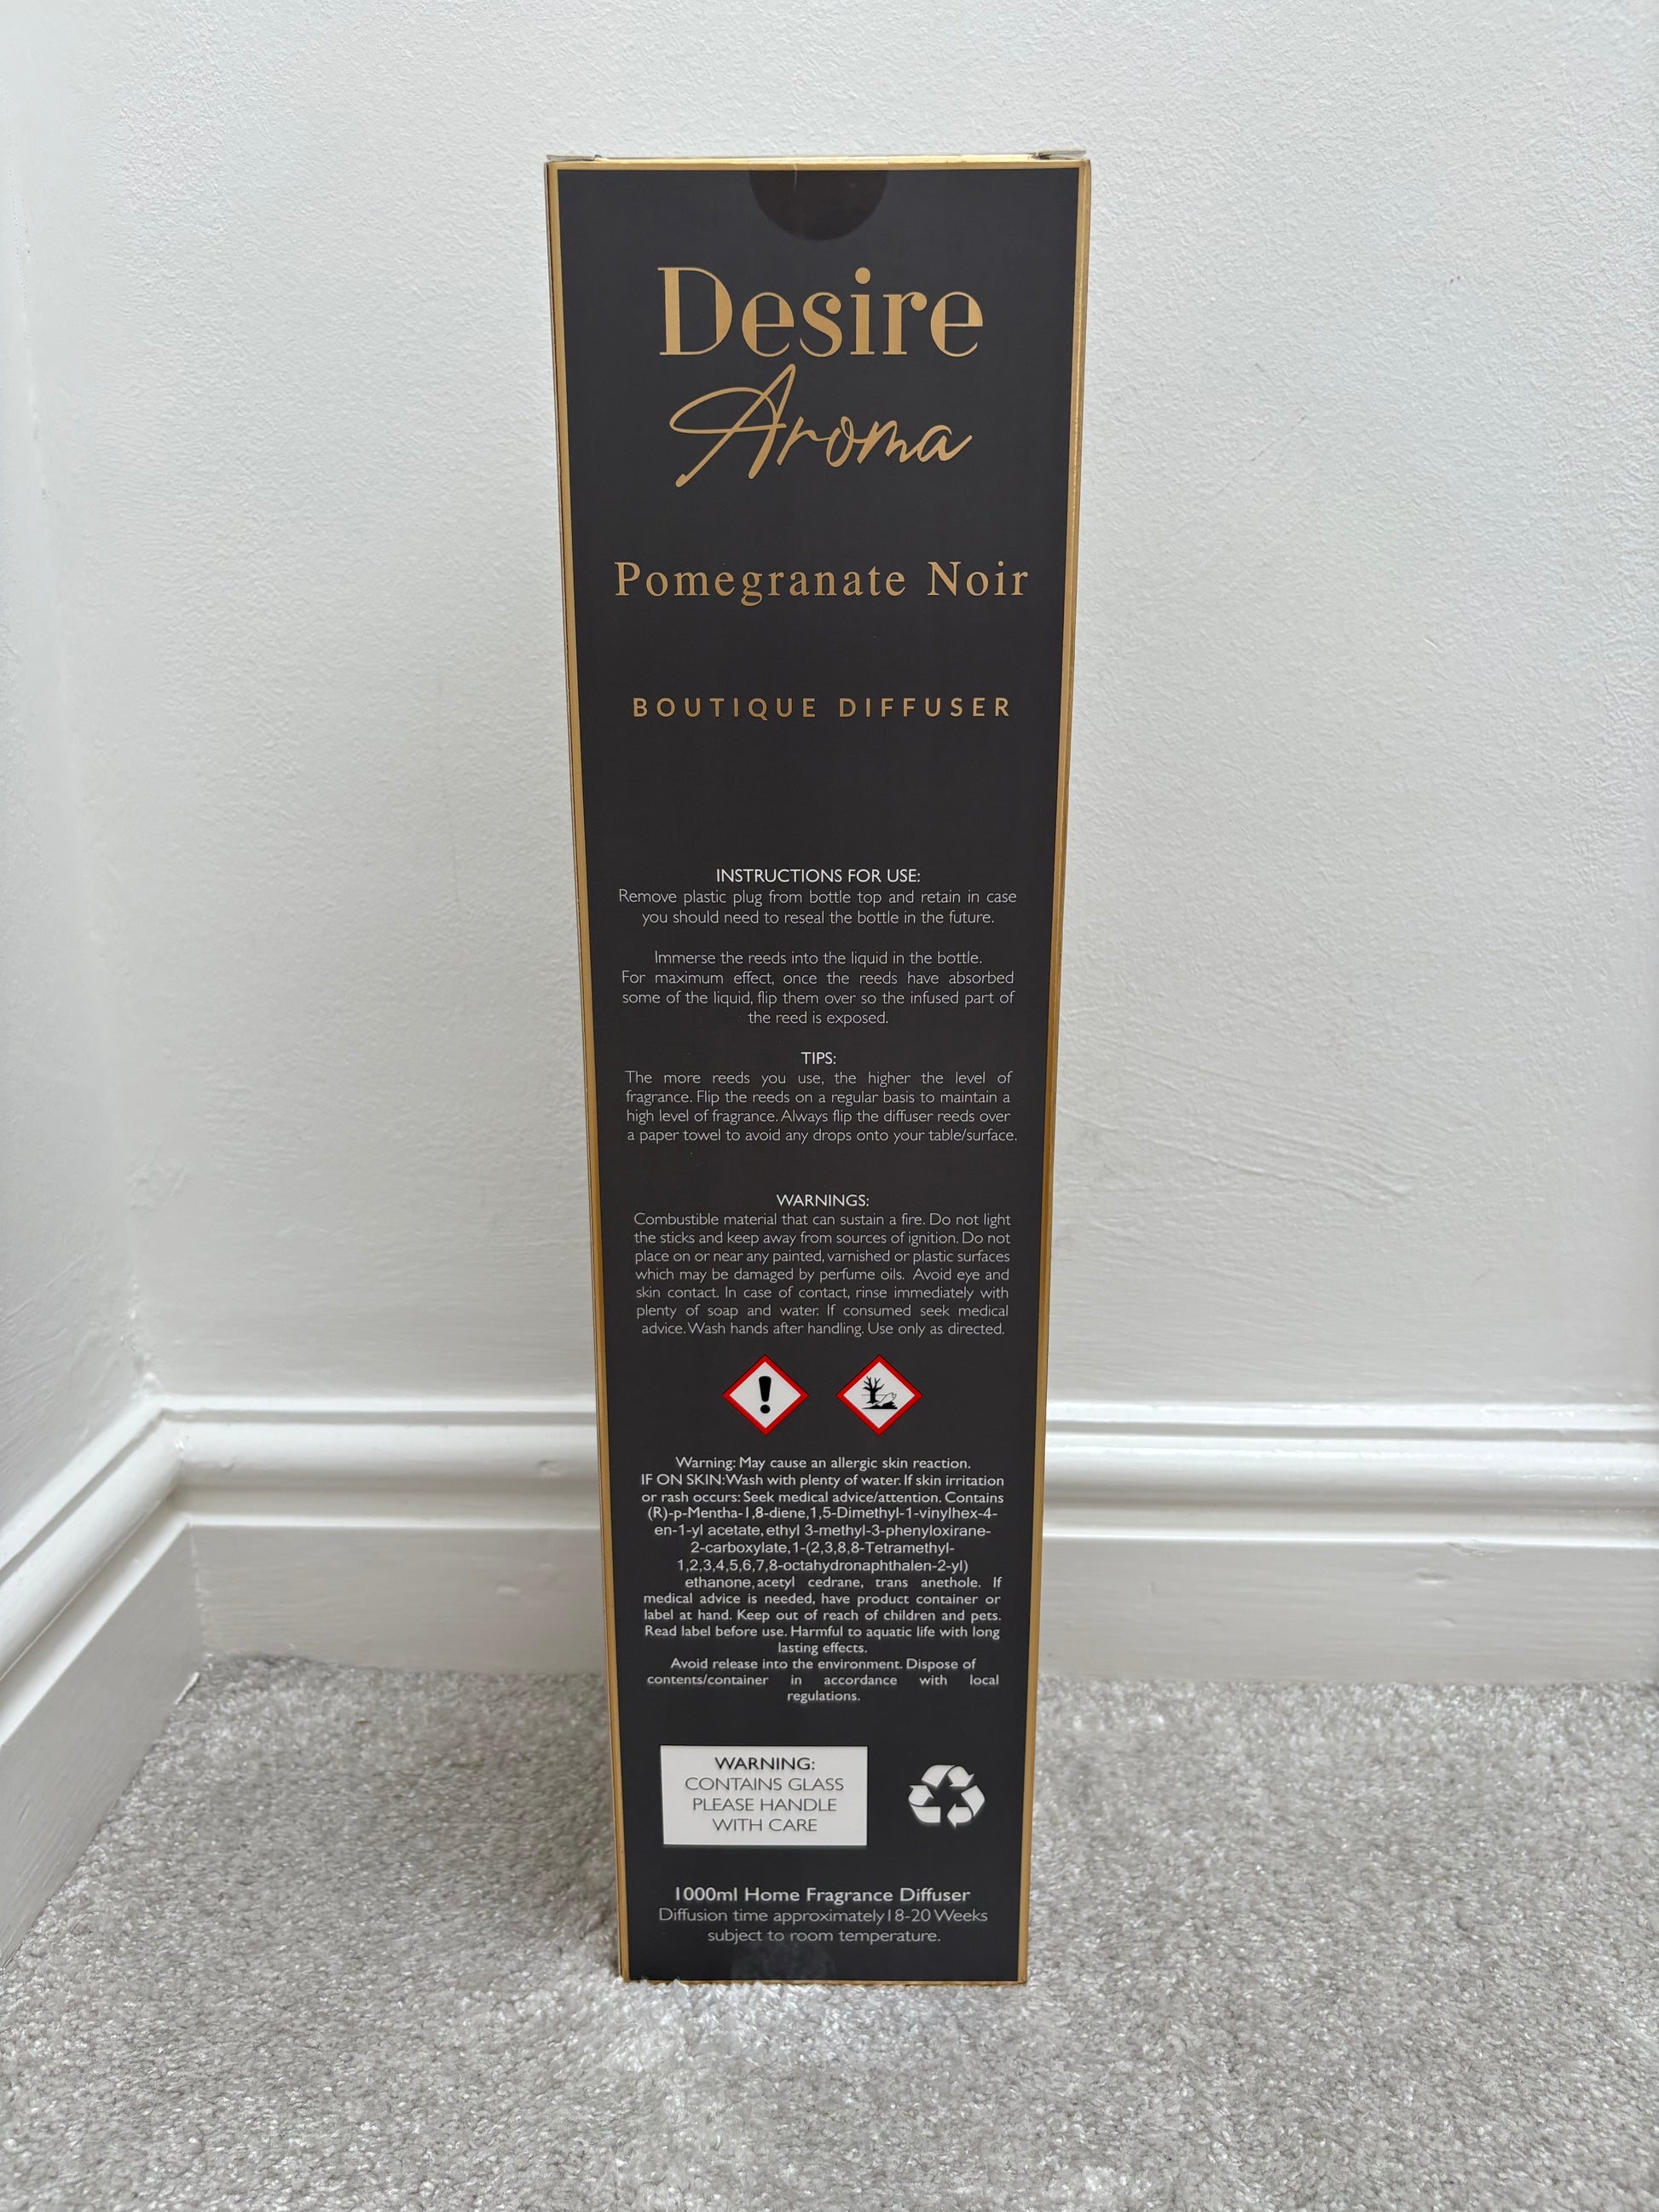 Desire
Aroma
Pomegranate Noir
BOUTIQUE DIFFUSER
INSTRUCTIONS FOR USE:
Remove plastic plug from bottle top and retain in case
you should need to reseal the bottle in the future.
Immerse the reeds into the liquid in the bottle.
For maximum effect, once the reeds have absorbed
some of the liquid, flip them over so the infused part of
the reed is exposed.
TIPS:
The more reeds you use, the higher the level of
fragrance. Flip the reeds on a regular basis to maintain a
high level of fragrance. Always flip the diffuser reeds over
a paper towel to avoid any drops onto your table/surface.
WARNINGS:
Combustible material that can sustain a fire. Do not light
the sticks and keep away from sources of ignition. Do not
place on or near any painted, varnished or plastic surfaces
which may be damaged by perfume oils. Avoid eye and
skin contact. In case of contact, rinse immediately with
plenty of soap and water. If consumed seek medical
advice. Wash hands after handling. Use only as directed.
Warning: May cause an allergic skin reaction.
IF ON SKIN: Wash with plenty of water. If skin irritation
or rash occurs: Seek medical advice/attention. Contains
(R)-p-Mentha-1,8-diene,1,5-Dimethyl-1-vinylhex-4-
en-1-yl acetate, ethyl 3-methyl-3-phenyloxirane-
2-carboxylate,1-(2,3,8,8-Tetramethyl-
1,2,3,4,5,6,7,8-octahydronaphthalen-2-yl)
ethanone, acetyl cedrane, trans anethole. If
medical advice is needed, have product container or
label at hand. Keep out of reach of children and pets.
Read label before use. Harmful to aquatic life with long
lasting effects.
Avoid release into the environment. Dispose of
contents/container in accordance with local
regulations.
WARNING:
CONTAINS GLASS
PLEASE HANDLE
WITH CARE
1000ml Home Fragrance Diffuser
Diffusion time approximately 18-20 Weeks
subject to room temperature.